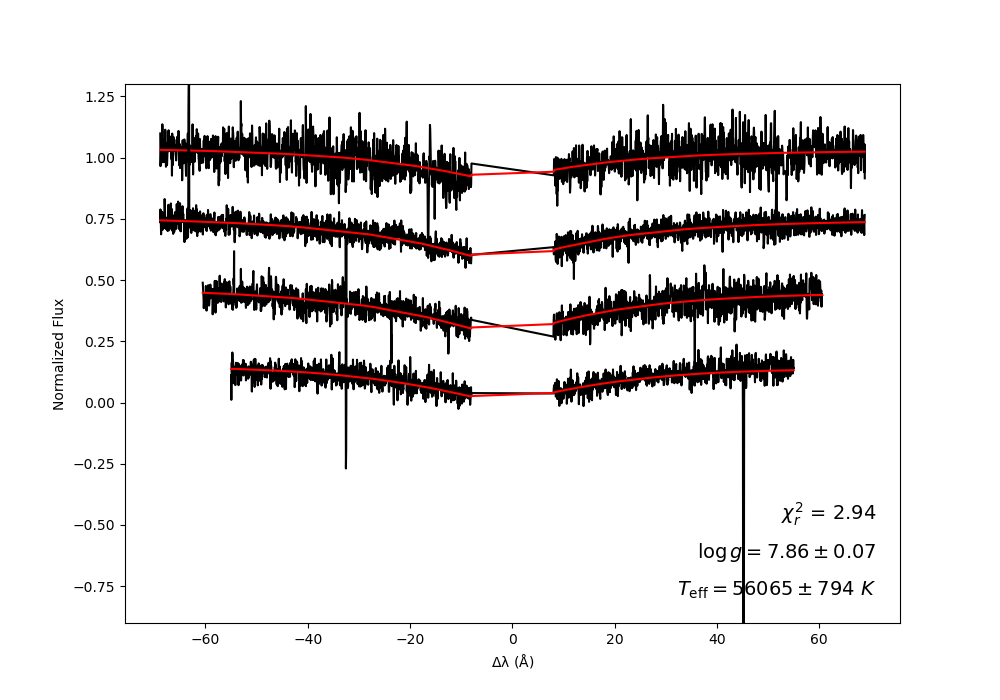 1.25
1.00
0.75
0.50
0.25
0.00
−0.25
−0.50
−0.75
Normalized Flux
χ²ᵣ = 2.94
log g = 7.86 ± 0.07
T_eff = 56065 ± 794 K
−60 −40 −20 0 20 40 60
Δλ (Å)